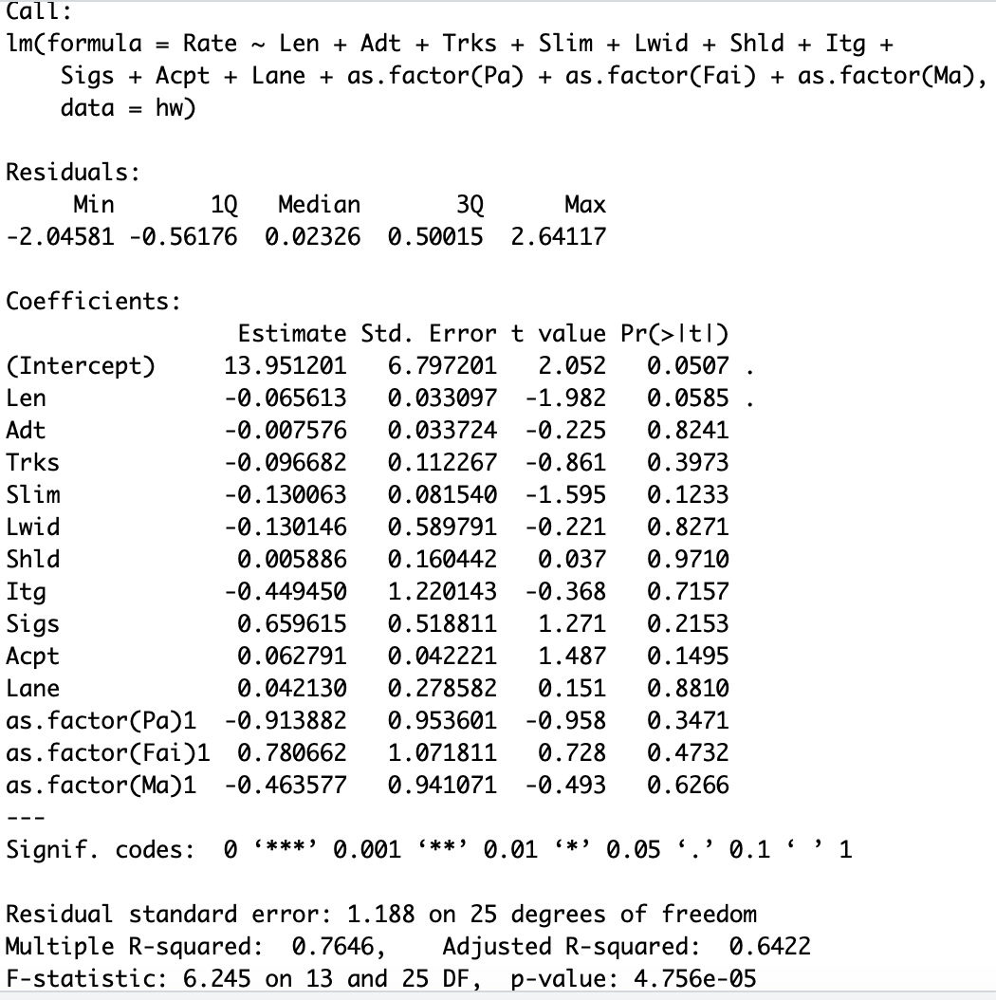 Call:
lm(formula = Rate ~ Len + Adt + Trks + Slim + Lwid + Shld + Itg +
    Sigs + Acpt + Lane + as.factor(Pa) + as.factor(Fai) + as.factor(Ma),
    data = hw)

Residuals:
     Min       1Q   Median       3Q      Max
-2.04581 -0.56176  0.02326  0.50015  2.64117

Coefficients:
                 Estimate Std. Error t value Pr(>|t|)
(Intercept)     13.951201   6.797201   2.052   0.0507 .
Len             -0.065613   0.033097  -1.982   0.0585 .
Adt             -0.007576   0.033724  -0.225   0.8241
Trks            -0.096682   0.112267  -0.861   0.3973
Slim            -0.130063   0.081540  -1.595   0.1233
Lwid            -0.130146   0.589791  -0.221   0.8271
Shld             0.005886   0.160442   0.037   0.9710
Itg             -0.449450   1.220143  -0.368   0.7157
Sigs             0.659615   0.518811   1.271   0.2153
Acpt             0.062791   0.042221   1.487   0.1495
Lane             0.042130   0.278582   0.151   0.8810
as.factor(Pa)1  -0.913882   0.953601  -0.958   0.3471
as.factor(Fai)1  0.780662   1.071811   0.728   0.4732
as.factor(Ma)1  -0.463577   0.941071  -0.493   0.6266
---
Signif. codes:  0 ‘***’ 0.001 ‘**’ 0.01 ‘*’ 0.05 ‘.’ 0.1 ‘ ’ 1

Residual standard error: 1.188 on 25 degrees of freedom
Multiple R-squared:  0.7646,    Adjusted R-squared:  0.6422
F-statistic: 6.245 on 13 and 25 DF,  p-value: 4.756e-05